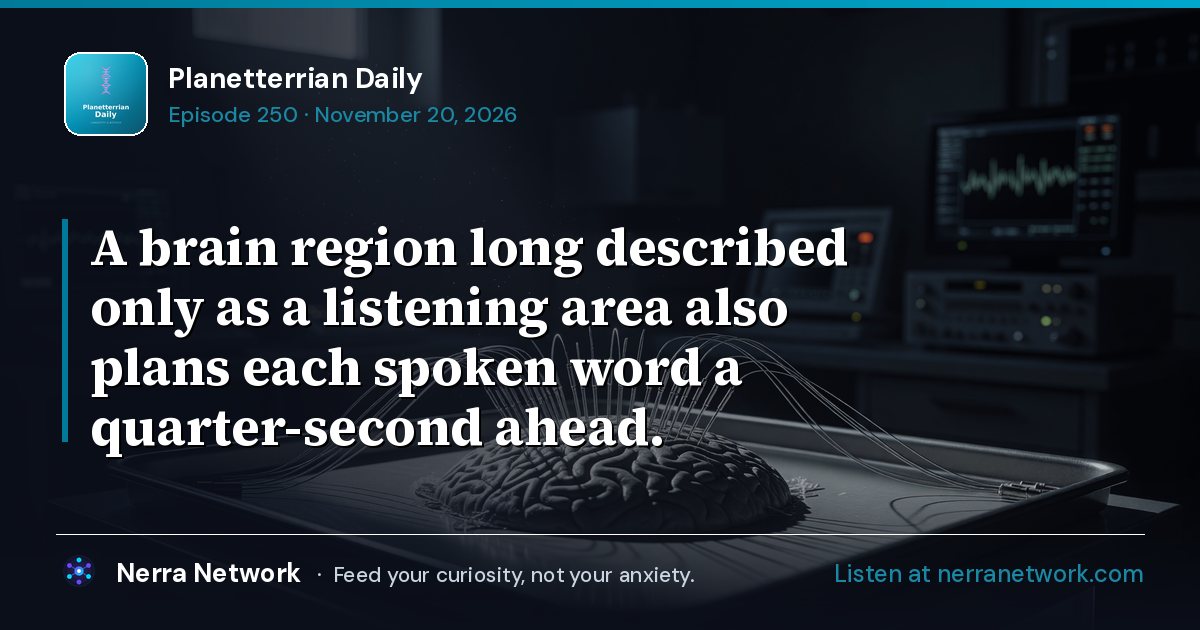 Planetterrian Daily
Episode 250 · November 20, 2026
Planetterrian
Daily
A brain region long described
only as a listening area also
plans each spoken word a
quarter-second ahead.
Nerra Network · Feed your curiosity, not your anxiety.
Listen at nerranetwork.com